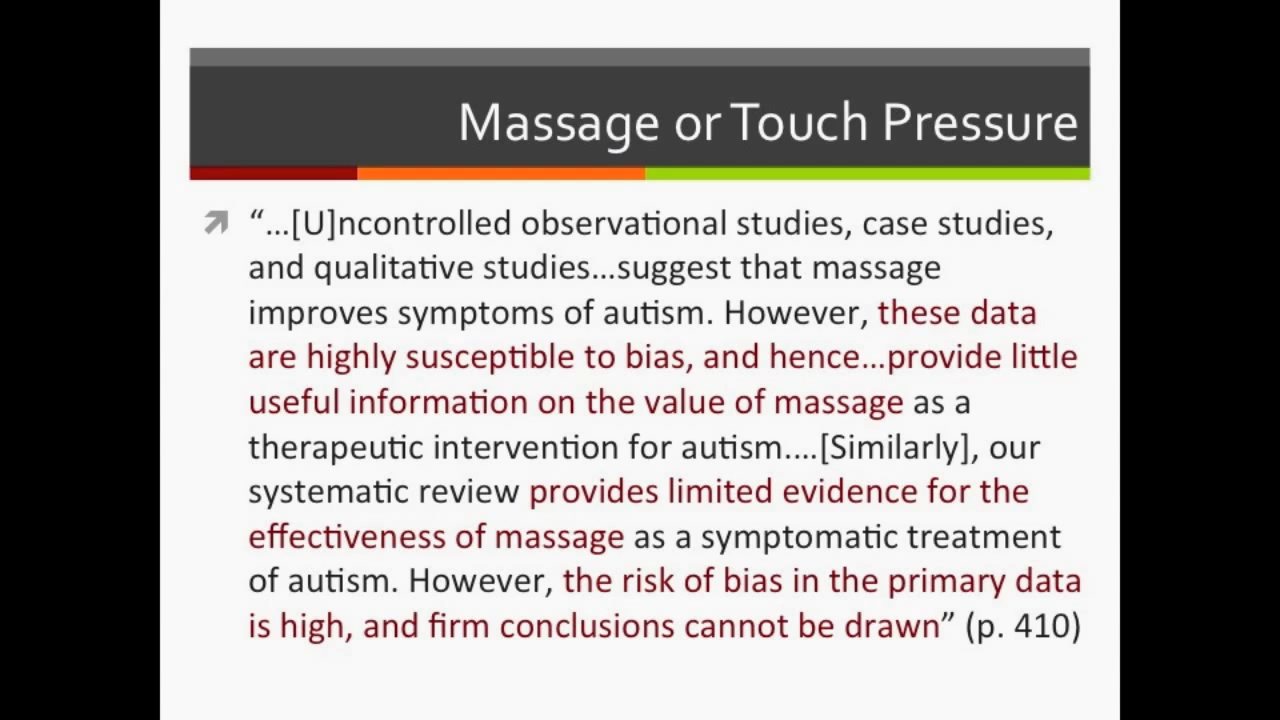 Massage or Touch Pressure
“…[U]ncontrolled observational studies, case studies,
and qualitative studies…suggest that massage
improves symptoms of autism. However, these data
are highly susceptible to bias, and hence…provide little
useful information on the value of massage as a
therapeutic intervention for autism.…[Similarly], our
systematic review provides limited evidence for the
effectiveness of massage as a symptomatic treatment
of autism. However, the risk of bias in the primary data
is high, and firm conclusions cannot be drawn” (p. 410)